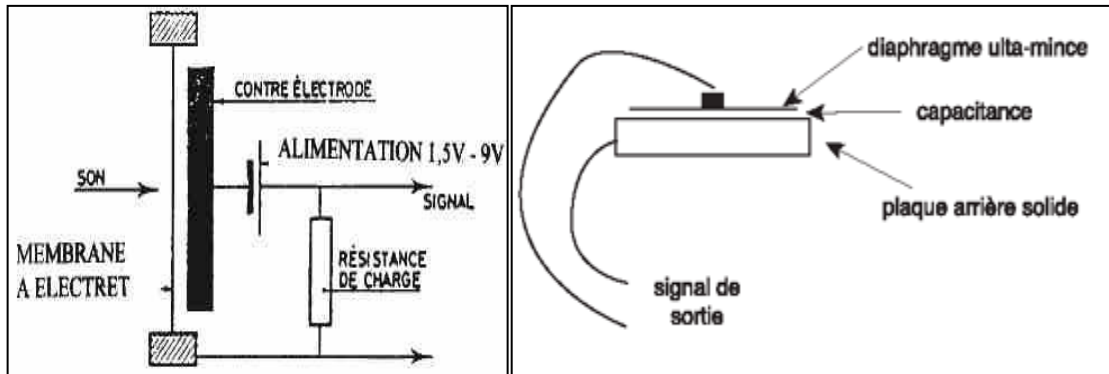 CONTRE ÉLECTRODE
ALIMENTATION 1,5V - 9V
SON
SIGNAL
MEMBRANE
A ELECTRET
RÉSISTANCE
DE CHARGE
diaphragme ulta-mince
capacitance
plaque arrière solide
signal de
sortie